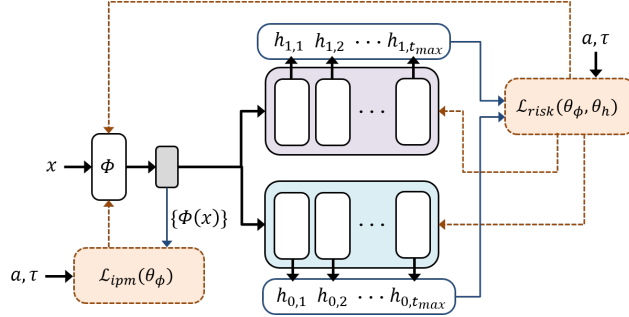 h_{1,1} h_{1,2} ··· h_{1,t_{max}}
a, τ
ℒ_{risk}(θ_ϕ, θ_h)
···
x
Φ
{Φ(x)}
···
a, τ
ℒ_{ipm}(θ_ϕ)
h_{0,1} h_{0,2} ··· h_{0,t_{max}}